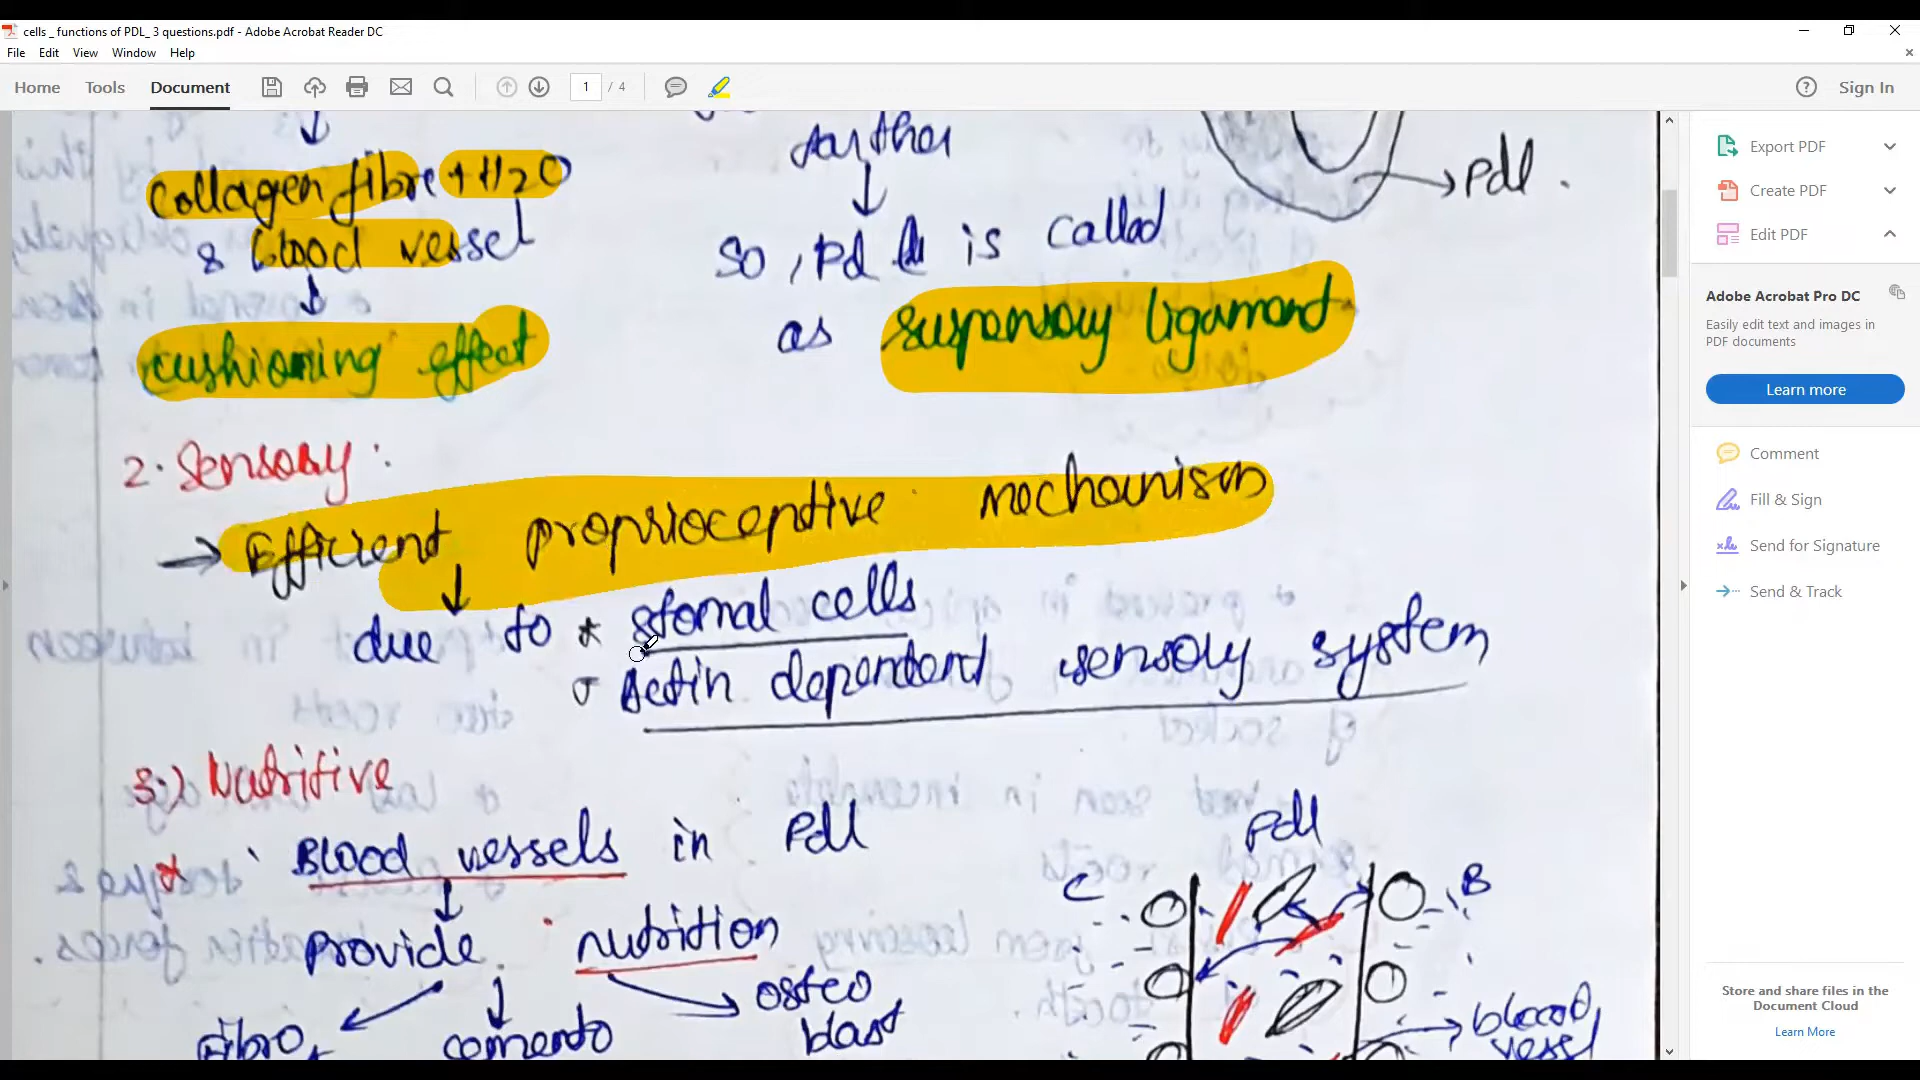 cells _ functions of PDL_ 3 questions.pdf - Adobe Acrobat Reader DC
File Edit View Window Help
Home Tools Document 1 / 4 Sign In
further
Collagen fibre + H2O
& blood vessel
cushioning effect
pdl.
So, Pdl is called
as suspensory ligament
2. Sensory:
→ Efficient proprioceptive mechanism
due to * stomal cells
Actin dependent sensory system
3.) Nutritive
Blood vessels in Pdl
provide nutrition
Fibro
cemento
osteo
blast
Pdl
C
B
blood
vessel
Export PDF
Create PDF
Edit PDF
Adobe Acrobat Pro DC
Easily edit text and images in
PDF documents
Learn more
Comment
Fill & Sign
Send for Signature
Send & Track
Store and share files in the
Document Cloud
Learn More